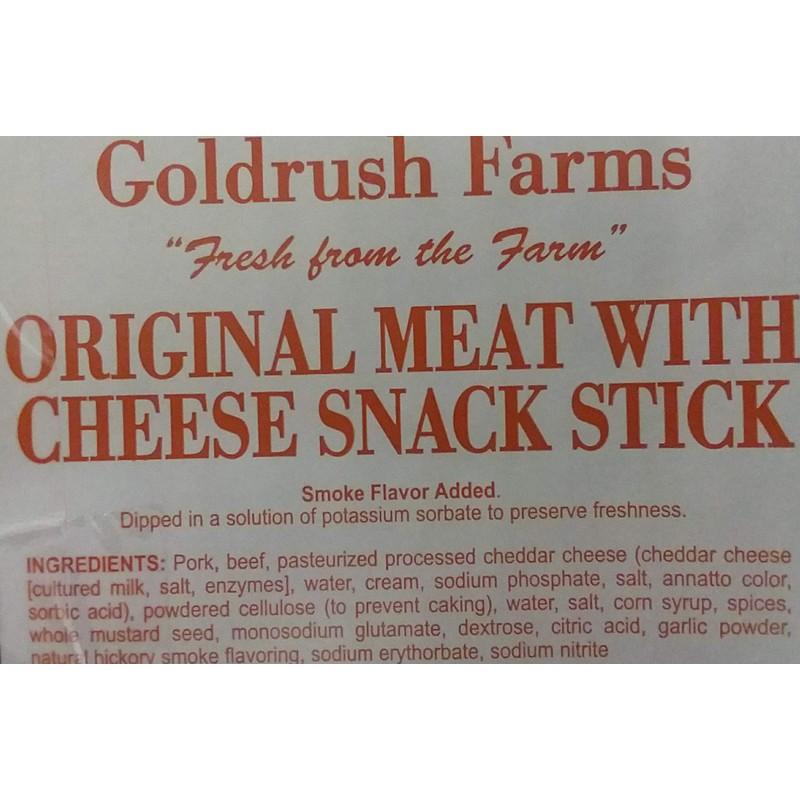 Goldrush Farms
"Fresh from the Farm"
ORIGINAL MEAT WITH
CHEESE SNACK STICK
Smoke Flavor Added.
Dipped in a solution of potassium sorbate to preserve freshness.
INGREDIENTS: Pork, beef, pasteurized processed cheddar cheese (cheddar cheese
[cultured milk, salt, enzymes], water, cream, sodium phosphate, salt, annatto color,
sorbic acid), powdered cellulose (to prevent caking), water, salt, corn syrup, spices,
whole mustard seed, monosodium glutamate, dextrose, citric acid, garlic powder,
natural hickory smoke flavoring, sodium erythorbate, sodium nitrite